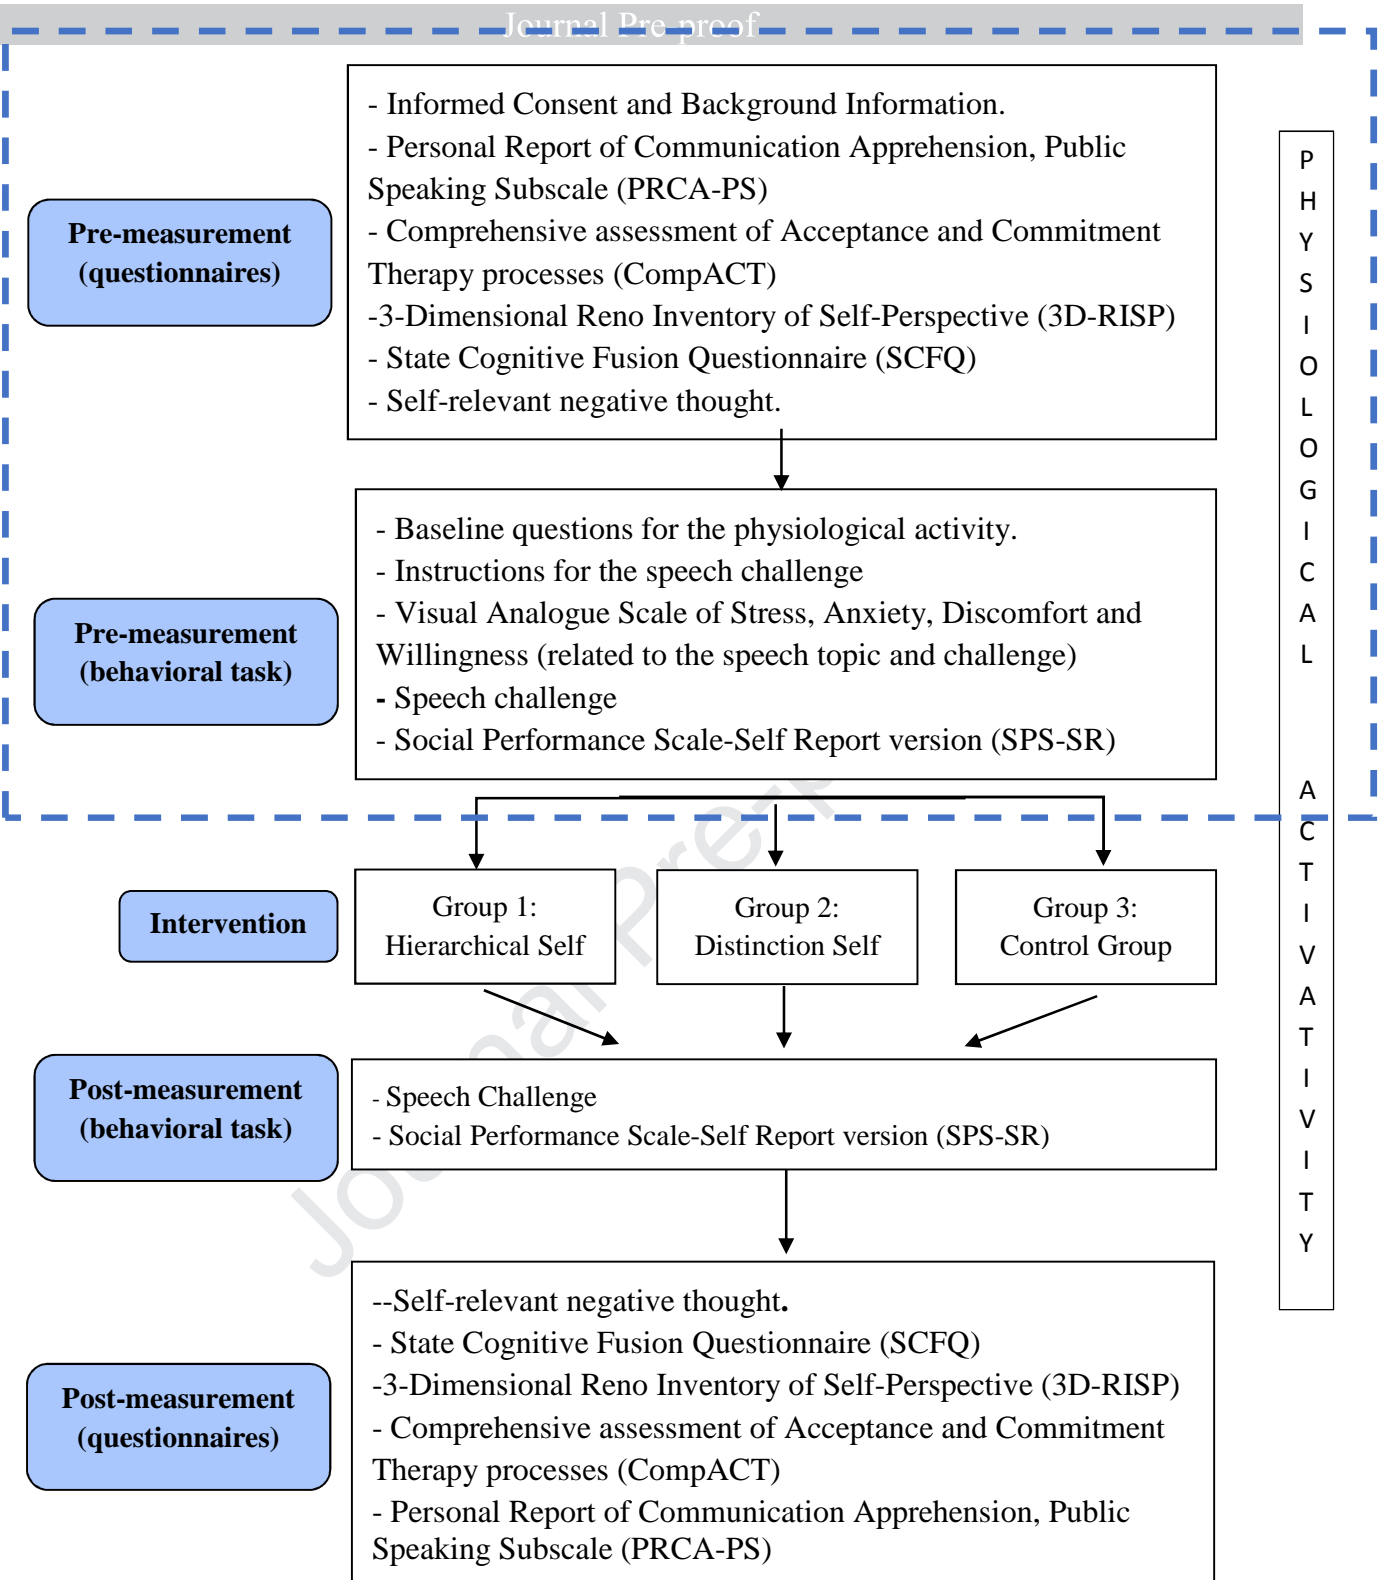 Journal Pre-proof
- Informed Consent and Background Information.
- Personal Report of Communication Apprehension, Public
Speaking Subscale (PRCA-PS)
- Comprehensive assessment of Acceptance and Commitment
Therapy processes (CompACT)
-3-Dimensional Reno Inventory of Self-Perspective (3D-RISP)
- State Cognitive Fusion Questionnaire (SCFQ)
- Self-relevant negative thought.
Pre-measurement
(questionnaires)
- Baseline questions for the physiological activity.
- Instructions for the speech challenge
- Visual Analogue Scale of Stress, Anxiety, Discomfort and
Willingness (related to the speech topic and challenge)
- Speech challenge
- Social Performance Scale-Self Report version (SPS-SR)
Pre-measurement
(behavioral task)
PHYSIOLOGICAL ACTIVATIVITY
Intervention
Group 1:
Hierarchical Self
Group 2:
Distinction Self
Group 3:
Control Group
Post-measurement
(behavioral task)
- Speech Challenge
- Social Performance Scale-Self Report version (SPS-SR)
Post-measurement
(questionnaires)
--Self-relevant negative thought.
- State Cognitive Fusion Questionnaire (SCFQ)
-3-Dimensional Reno Inventory of Self-Perspective (3D-RISP)
- Comprehensive assessment of Acceptance and Commitment
Therapy processes (CompACT)
- Personal Report of Communication Apprehension, Public
Speaking Subscale (PRCA-PS)
Journal Pre-p